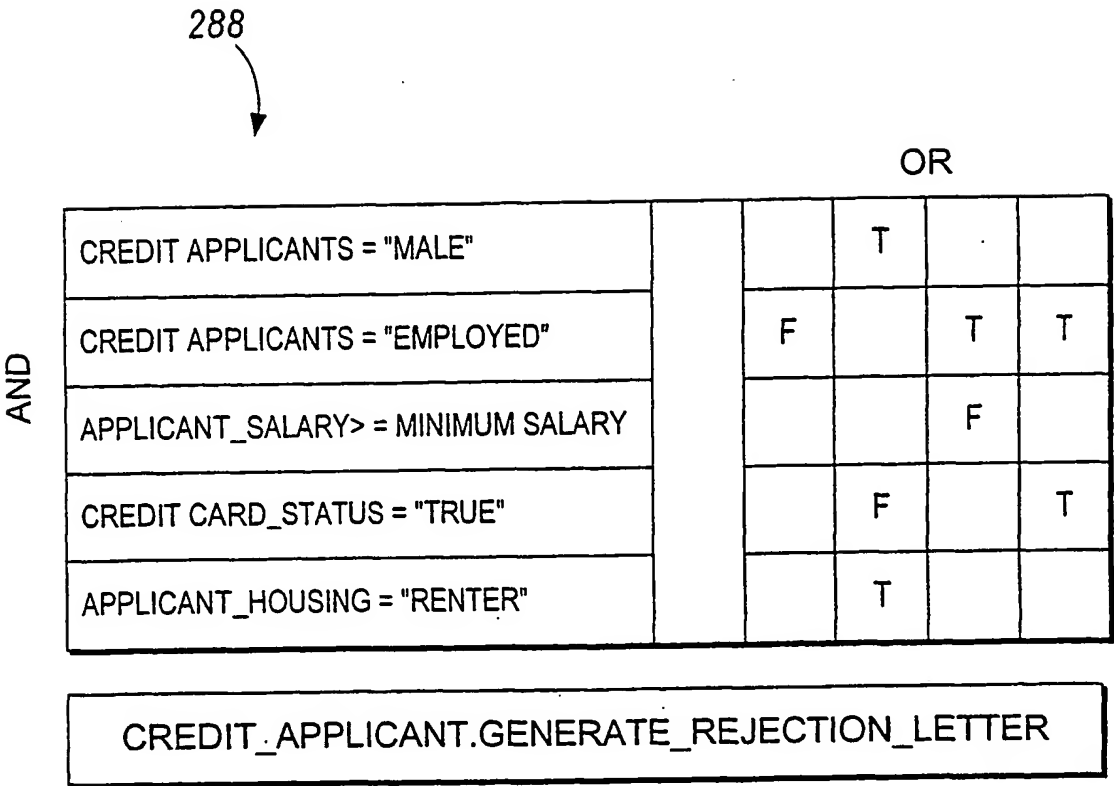 288
OR
CREDIT APPLICANTS = "MALE" T
CREDIT APPLICANTS = "EMPLOYED" F T T
AND
APPLICANT_SALARY> = MINIMUM SALARY F
CREDIT CARD_STATUS = "TRUE" F T
APPLICANT_HOUSING = "RENTER" T
CREDIT_APPLICANT.GENERATE_REJECTION_LETTER